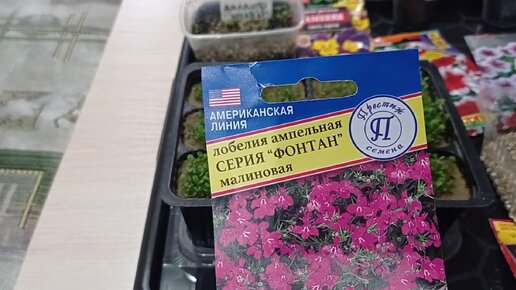 АМЕРИКАНСКАЯ
ЛИНИЯ
лобелия ампельная
СЕРИЯ "ФОНТАН"
малиновая
Престиж
П
семена